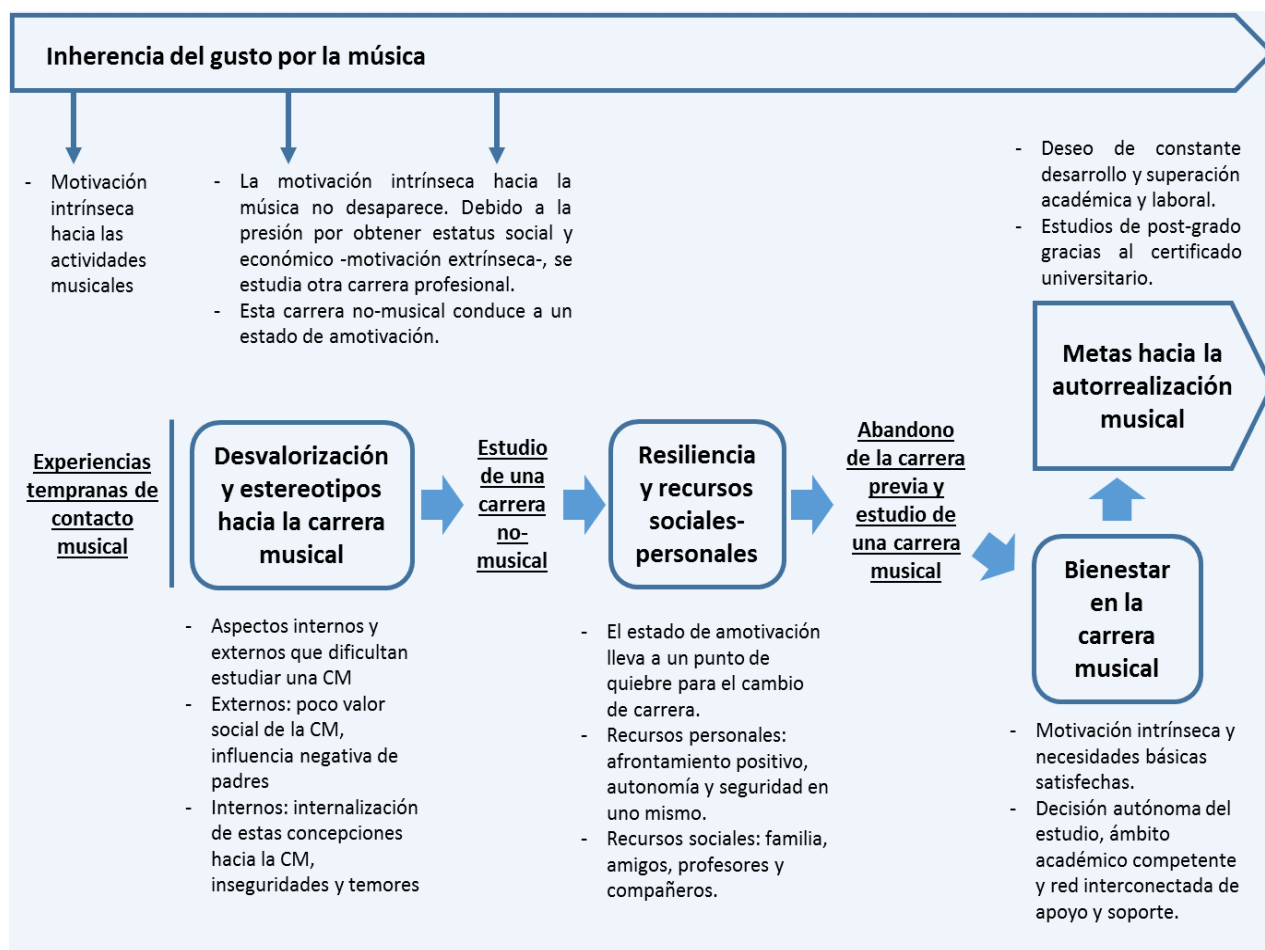 Inherencia del gusto por la música
- Motivación
intrínseca
hacia las
actividades
musicales
- La motivación intrínseca hacia la
música no desaparece. Debido a la
presión por obtener estatus social y
económico -motivación extrínseca-, se
estudia otra carrera profesional.
- Esta carrera no-musical conduce a un
estado de amotivación.
- Deseo de constante
desarrollo y superación
académica y laboral.
- Estudios de post-grado
gracias al certificado
universitario.
Metas hacia la
autorrealización
musical
Experiencias
tempranas de
contacto
musical
Desvalorización
y estereotipos
hacia la carrera
musical
Estudio
de una
carrera
no-
musical
Resiliencia
y recursos
sociales-
personales
Abandono
de la carrera
previa y
estudio de
una carrera
musical
Bienestar
en la
carrera
musical
- Aspectos internos y
externos que dificultan
estudiar una CM
- Externos: poco valor
social de la CM,
influencia negativa de
padres
- Internos: internalización
de estas concepciones
hacia la CM,
inseguridades y temores
- El estado de amotivación
lleva a un punto de
quiebre para el cambio
de carrera.
- Recursos personales:
afrontamiento positivo,
autonomía y seguridad en
uno mismo.
- Recursos sociales: familia,
amigos, profesores y
compañeros.
- Motivación intrínseca y
necesidades básicas
satisfechas.
- Decisión autónoma del
estudio, ámbito
académico competente
y red interconectada de
apoyo y soporte.